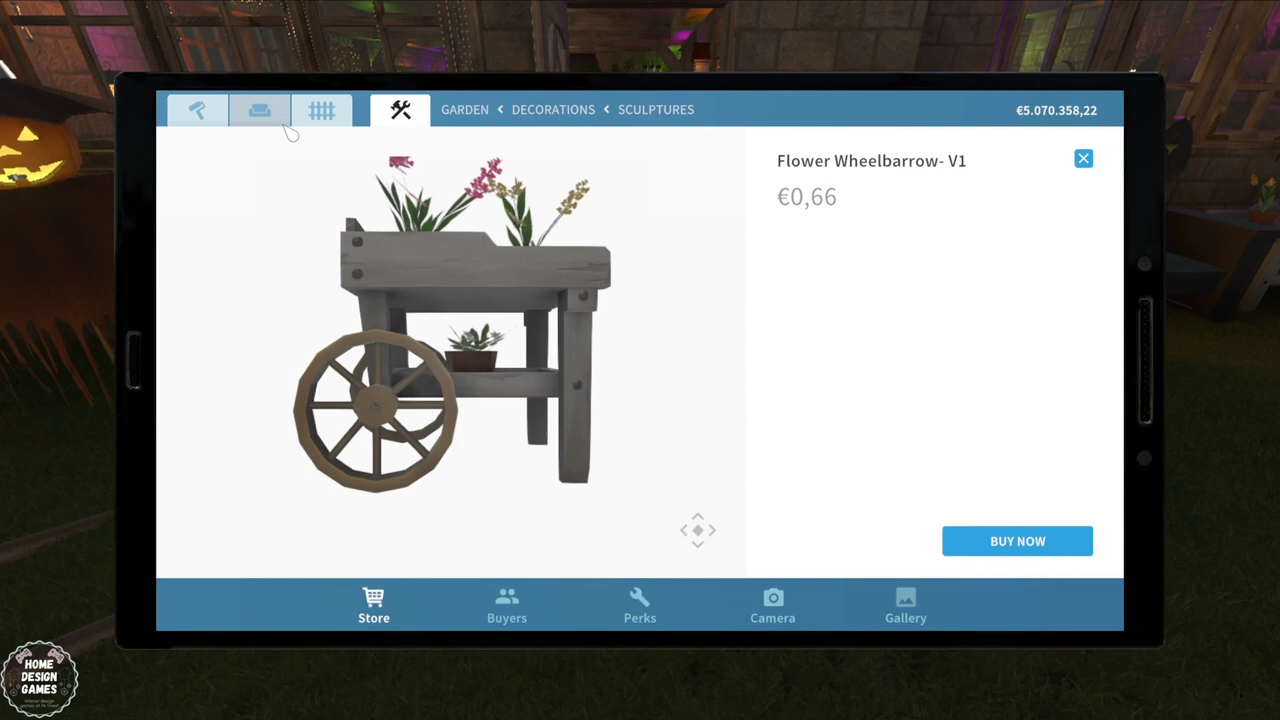 GARDEN < DECORATIONS < SCULPTURES
€5.070.358,22
Flower Wheelbarrow- V1
€0,66
BUY NOW
Store
Buyers
Perks
Camera
Gallery
HOME
DESIGN
GAMES